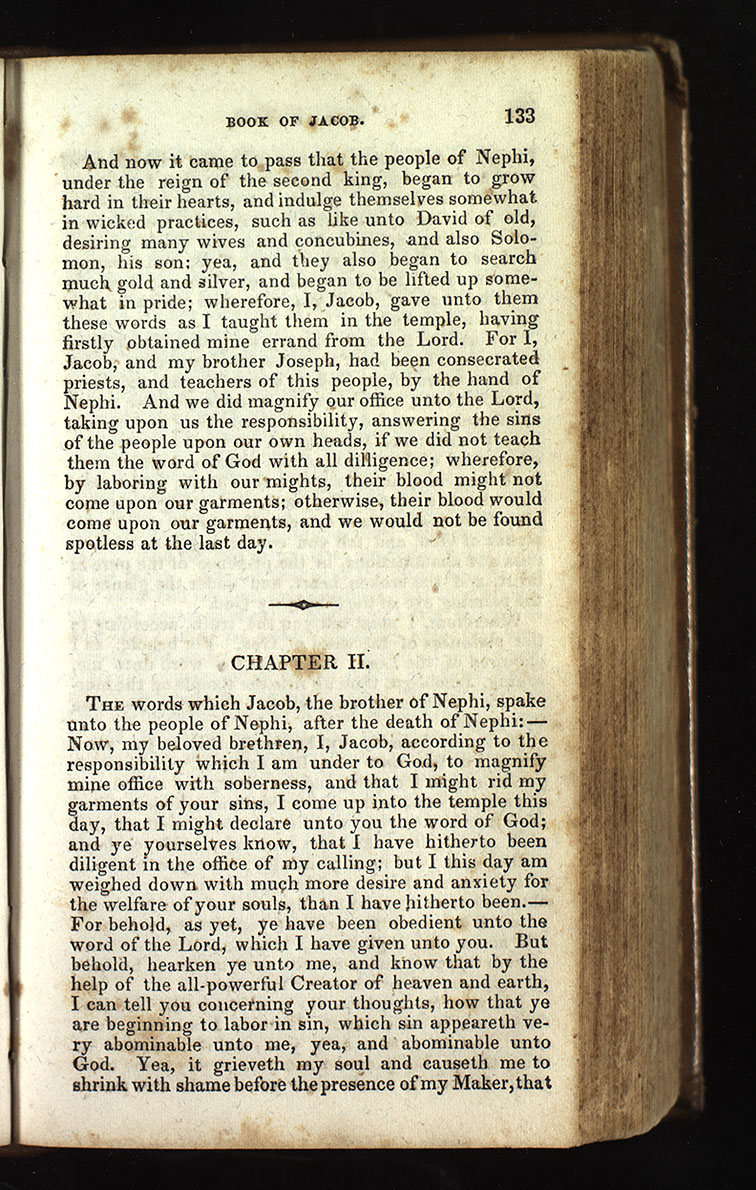 BOOK OF JACOB. 133
And now it came to pass that the people of Nephi,
under the reign of the second king, began to grow
hard in their hearts, and indulge themselves somewhat
in wicked practices, such as like unto David of old,
desiring many wives and concubines, and also Solo-
mon, his son: yea, and they also began to search
much gold and silver, and began to be lifted up some-
what in pride; wherefore, I, Jacob, gave unto them
these words as I taught them in the temple, having
firstly obtained mine errand from the Lord. For I,
Jacob, and my brother Joseph, had been consecrated
priests, and teachers of this people, by the hand of
Nephi. And we did magnify our office unto the Lord,
taking upon us the responsibility, answering the sins
of the people upon our own heads, if we did not teach
them the word of God with all dilligence; wherefore,
by laboring with our mights, their blood might not
come upon our garments; otherwise, their blood would
come upon our garments, and we would not be found
spotless at the last day.
CHAPTER II.
THE words which Jacob, the brother of Nephi, spake
unto the people of Nephi, after the death of Nephi:—
Now, my beloved brethren, I, Jacob, according to the
responsibility which I am under to God, to magnify
mine office with soberness, and that I might rid my
garments of your sins, I come up into the temple this
day, that I might declare unto you the word of God;
and ye yourselves know, that I have hitherto been
diligent in the office of my calling; but I this day am
weighed down with much more desire and anxiety for
the welfare of your souls, than I have hitherto been.—
For behold, as yet, ye have been obedient unto the
word of the Lord, which I have given unto you. But
behold, hearken ye unto me, and know that by the
help of the all-powerful Creator of heaven and earth,
I can tell you concerning your thoughts, how that ye
are beginning to labor in sin, which sin appeareth ve-
ry abominable unto me, yea, and abominable unto
God. Yea, it grieveth my soul and causeth me to
shrink with shame before the presence of my Maker, that